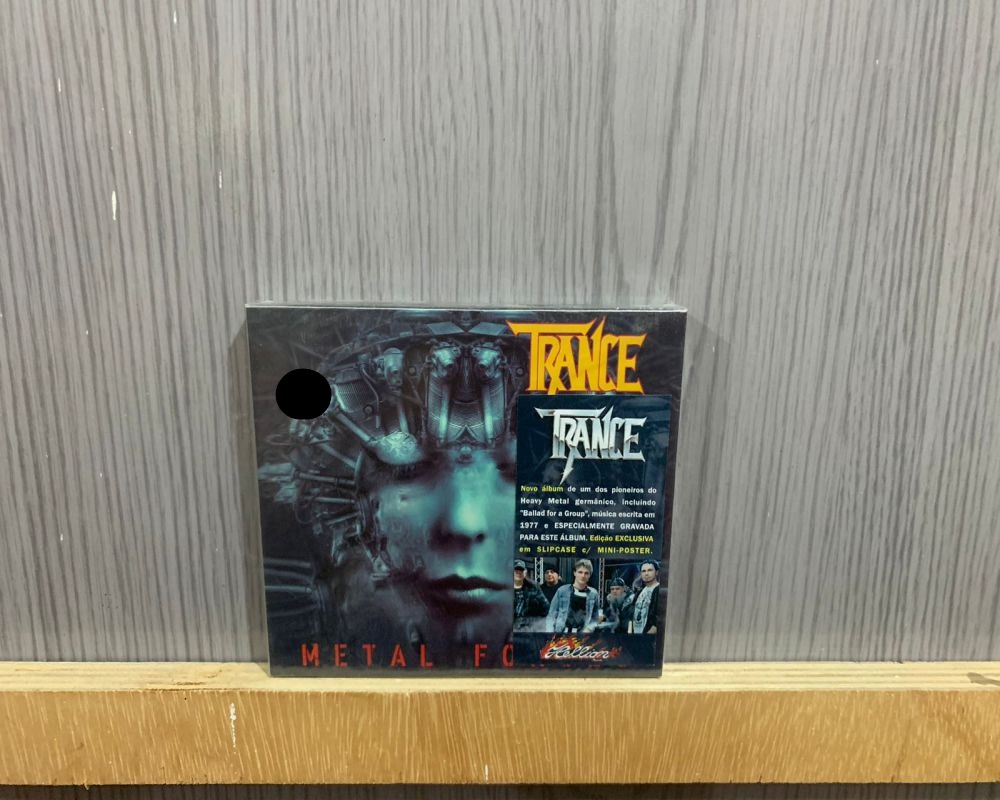 TRANCE
TRANCE
Novo álbum de um dos pioneiros do
Heavy Metal germânico, incluindo
"Ballad for a Group", música escrita em
1977 e ESPECIALMENTE GRAVADA
PARA ESTE ÁLBUM. Edição EXCLUSIVA
em SLIPCASE c/ MINI-POSTER.
METAL FO
Hellion